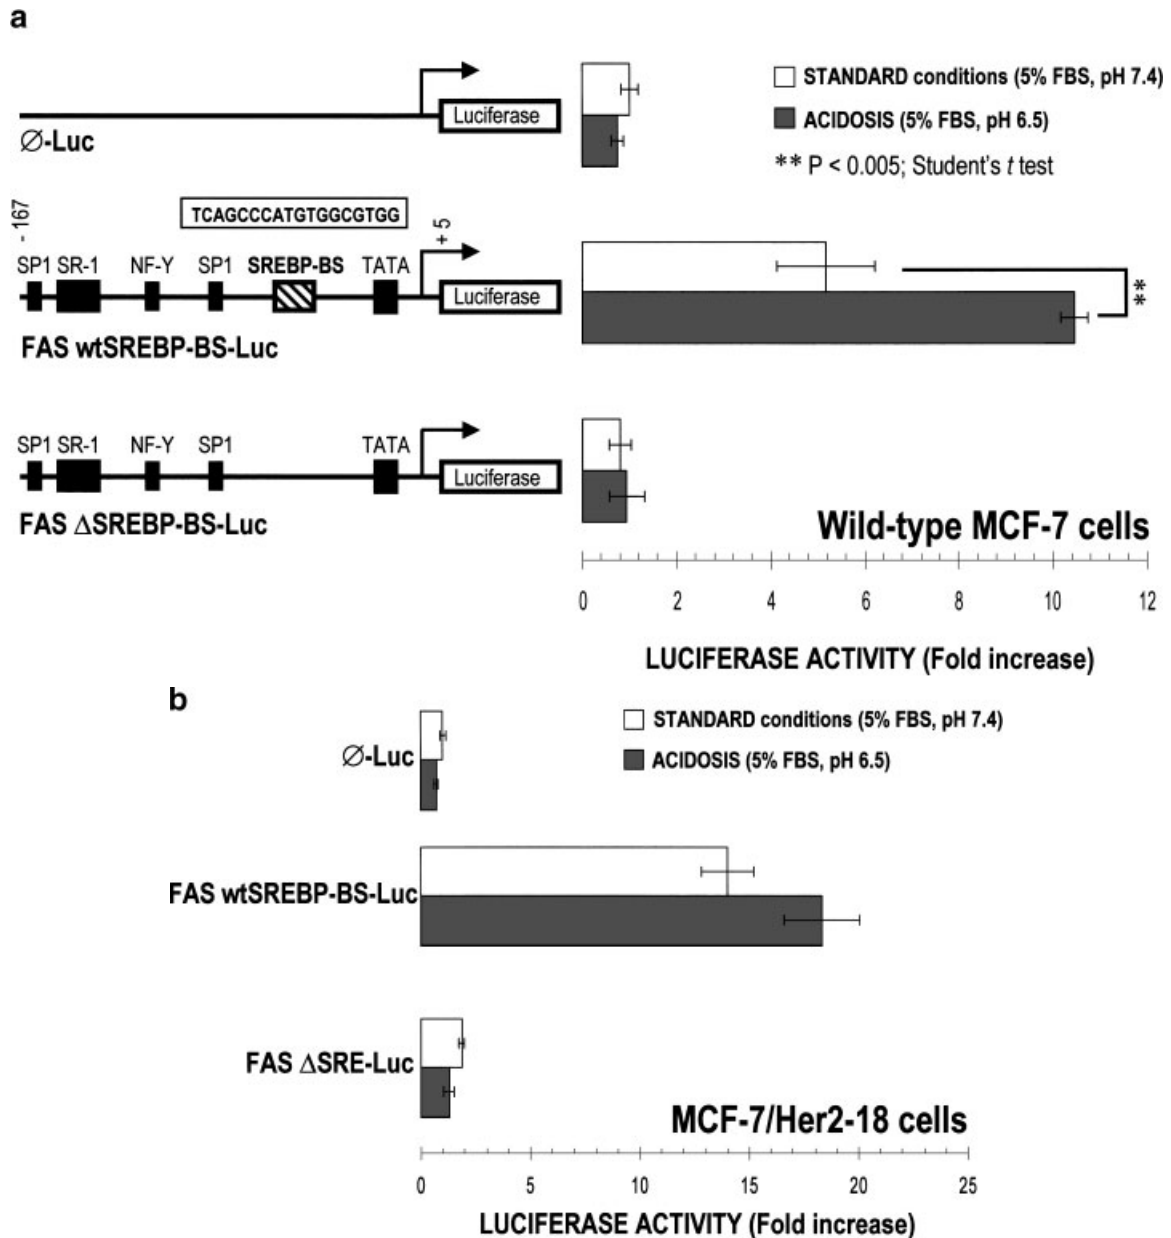 a
STANDARD conditions (5% FBS, pH 7.4)
Luciferase
ACIDOSIS (5% FBS, pH 6.5)
∅-Luc
** P < 0.005; Student's t test
- 167
TCAGCCCATGTGGCGTGG
+ 5
SP1 SR-1 NF-Y SP1 SREBP-BS TATA
Luciferase
**
FAS wtSREBP-BS-Luc
SP1 SR-1 NF-Y SP1 TATA
Luciferase
FAS ΔSREBP-BS-Luc
Wild-type MCF-7 cells
0 2 4 6 8 10 12
LUCIFERASE ACTIVITY (Fold increase)
b
STANDARD conditions (5% FBS, pH 7.4)
∅-Luc
ACIDOSIS (5% FBS, pH 6.5)
FAS wtSREBP-BS-Luc
FAS ΔSRE-Luc
MCF-7/Her2-18 cells
0 5 10 15 20 25
LUCIFERASE ACTIVITY (Fold increase)